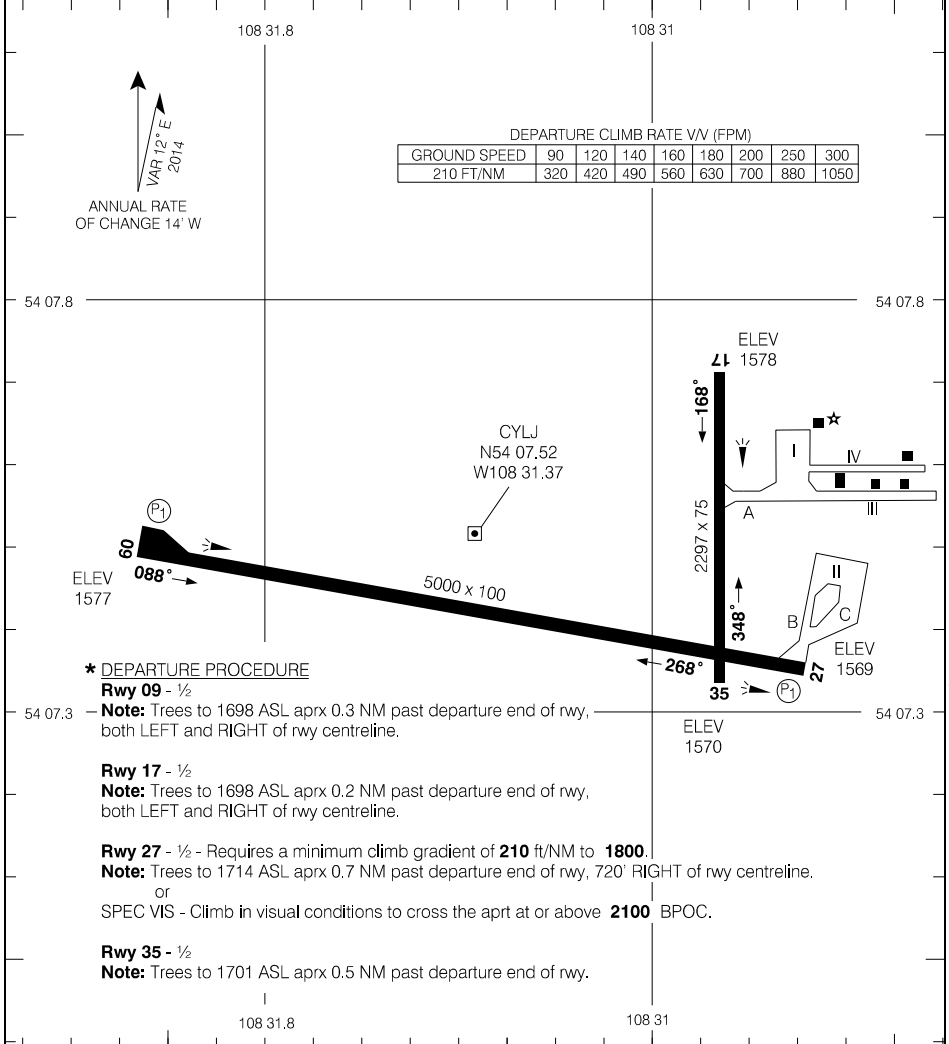 108 31.8
108 31
VAR 12° E
2014
ANNUAL RATE
OF CHANGE 14' W
DEPARTURE CLIMB RATE V/V (FPM)
GROUND SPEED 90 120 140 160 180 200 250 300
210 FT/NM 320 420 490 560 630 700 880 1050
54 07.8
54 07.8
ELEV
1578
17
168°
CYLJ
N54 07.52
W108 31.37
I
IV
III
A
2297 x 75
P1
09
088°
ELEV
1577
5000 x 100
II
B
C
348°
268°
ELEV
1569
27
35
P1
ELEV
1570
* DEPARTURE PROCEDURE
Rwy 09 - ½
54 07.3
Note: Trees to 1698 ASL aprx 0.3 NM past departure end of rwy,
54 07.3
both LEFT and RIGHT of rwy centreline.
Rwy 17 - ½
Note: Trees to 1698 ASL aprx 0.2 NM past departure end of rwy,
both LEFT and RIGHT of rwy centreline.
Rwy 27 - ½ - Requires a minimum climb gradient of 210 ft/NM to 1800.
Note: Trees to 1714 ASL aprx 0.7 NM past departure end of rwy, 720' RIGHT of rwy centreline.
or
SPEC VIS - Climb in visual conditions to cross the aprt at or above 2100 BPOC.
Rwy 35 - ½
Note: Trees to 1701 ASL aprx 0.5 NM past departure end of rwy.
108 31.8
108 31